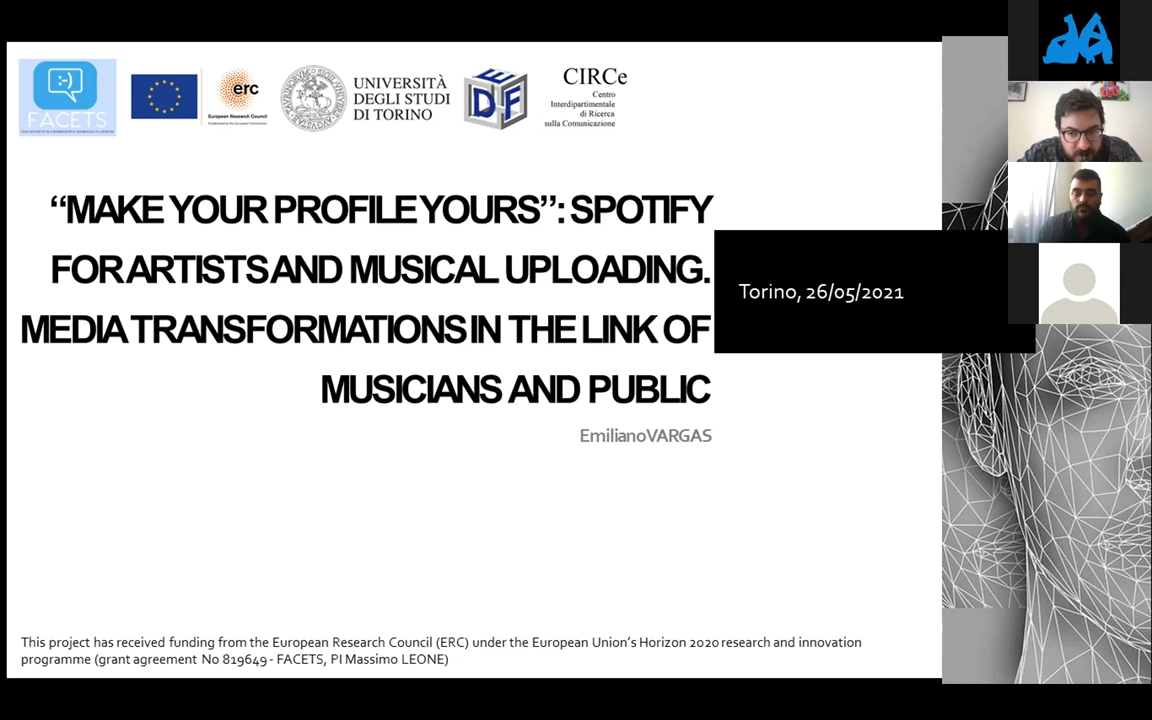 FACETS
erc
European Research Council
UNIVERSITÀ
DEGLI STUDI
DI TORINO
DEF
CIRCe
Centro
Interdipartimentale
di Ricerca
sulla Comunicazione
“MAKE YOUR PROFILE YOURS”: SPOTIFY
FOR ARTISTS AND MUSICAL UPLOADING.
MEDIA TRANSFORMATIONS IN THE LINK OF
MUSICIANS AND PUBLIC
EmilianoVARGAS
Torino, 26/05/2021
This project has received funding from the European Research Council (ERC) under the European Union’s Horizon 2020 research and innovation
programme (grant agreement No 819649 - FACETS, PI Massimo LEONE)